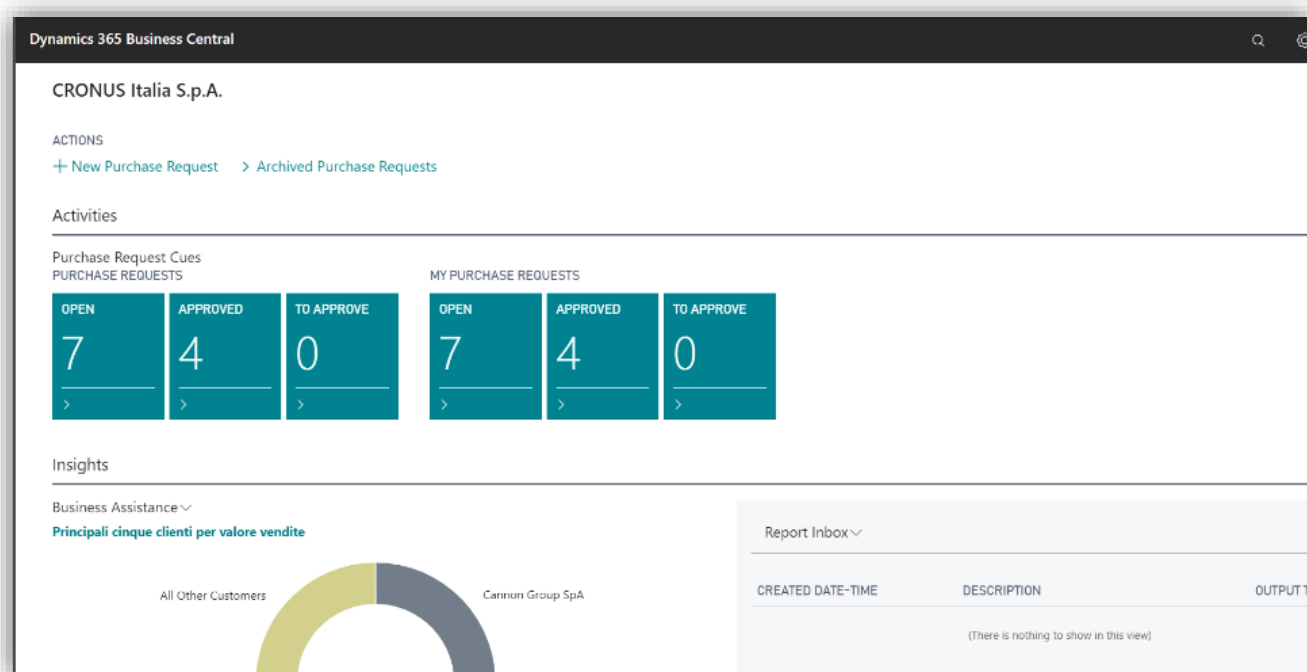 Dynamics 365 Business Central
CRONUS Italia S.p.A.
ACTIONS
+ New Purchase Request > Archived Purchase Requests
Activities
Purchase Request Cues
PURCHASE REQUESTS MY PURCHASE REQUESTS
OPEN APPROVED TO APPROVE OPEN APPROVED TO APPROVE
7 4 0 7 4 0
> > > > > >
Insights
Business Assistance
Principali cinque clienti per valore vendite
Report Inbox
All Other Customers Cannon Group SpA
CREATED DATE-TIME DESCRIPTION OUTPUT T
(There is nothing to show in this view)